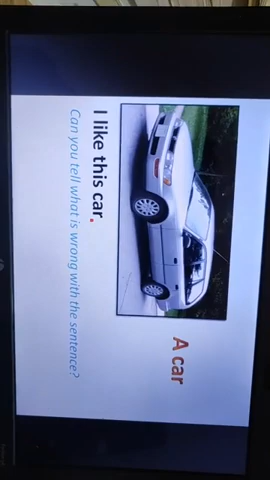 A car
I like this car.
Can you tell what is wrong with the sentence?